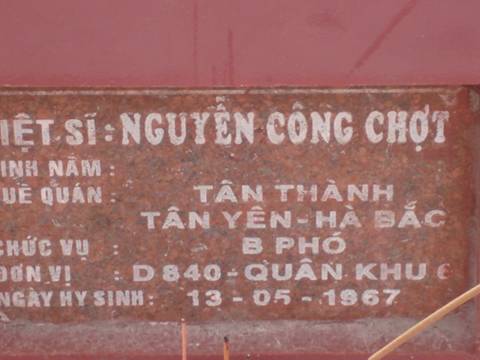 IỆT SĨ : NGUYỄN CÔNG CHỢT
INH NĂM :
UÊ QUÁN : TÂN THÀNH
TÂN YÊN - HÀ BẮC
CHỨC VỤ : B PHÓ
ĐƠN VỊ : D 840 - QUÂN KHU 6
NGÀY HY SINH : 13 - 05 - 1967